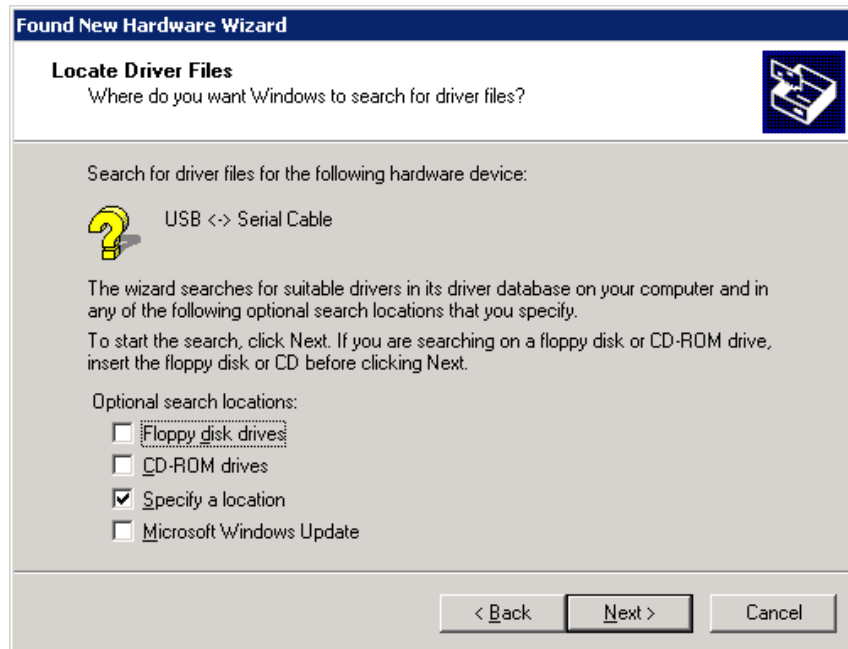 Found New Hardware Wizard
Locate Driver Files
Where do you want Windows to search for driver files?
Search for driver files for the following hardware device:
USB <-> Serial Cable
The wizard searches for suitable drivers in its driver database on your computer and in
any of the following optional search locations that you specify.
To start the search, click Next. If you are searching on a floppy disk or CD-ROM drive,
insert the floppy disk or CD before clicking Next.
Optional search locations:
Floppy disk drives
CD-ROM drives
Specify a location
Microsoft Windows Update
< Back Next > Cancel